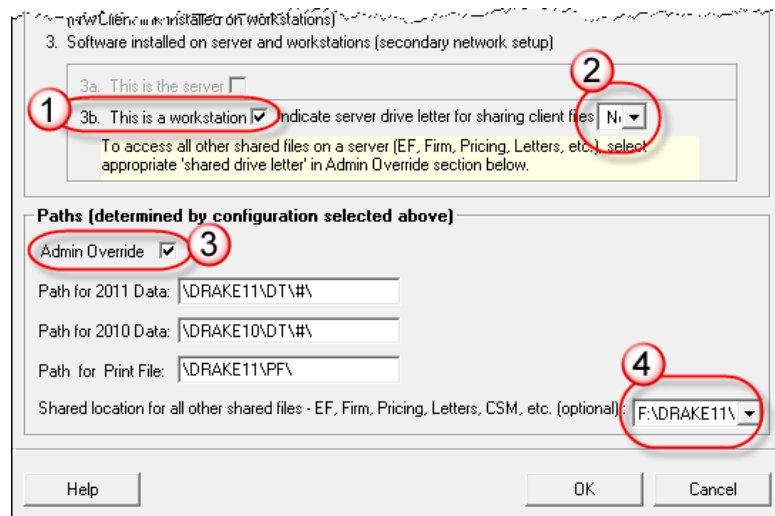 installed on workstations)
3. Software installed on server and workstations (secondary network setup)
3a. This is the server
1
3b. This is a workstation Indicate server drive letter for sharing client files
2
To access all other shared files on a server (EF, Firm, Pricing, Letters, etc.), select
appropriate 'shared drive letter' in Admin Override section below.
Paths (determined by configuration selected above)
Admin Override
3
Path for 2011 Data: \DRAKE11\DT\#\
Path for 2010 Data: \DRAKE10\DT\#\
Path for Print File: \DRAKE11\PF\
4
Shared location for all other shared files - EF, Firm, Pricing, Letters, CSM, etc. (optional): F:\DRAKE11\
Help OK Cancel